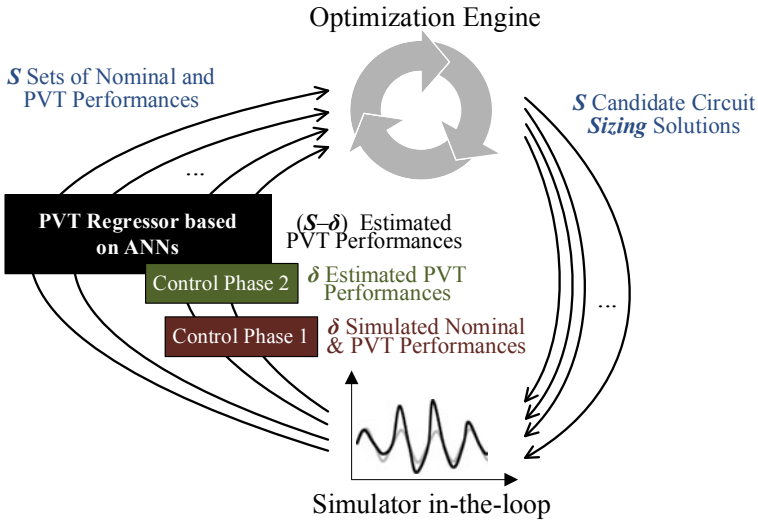 Optimization Engine
S Sets of Nominal and
PVT Performances
S Candidate Circuit
Sizing Solutions
...
PVT Regressor based
on ANNs
(S–δ) Estimated
PVT Performances
Control Phase 2
δ Estimated PVT
Performances
...
Control Phase 1
δ Simulated Nominal
& PVT Performances
Simulator in-the-loop